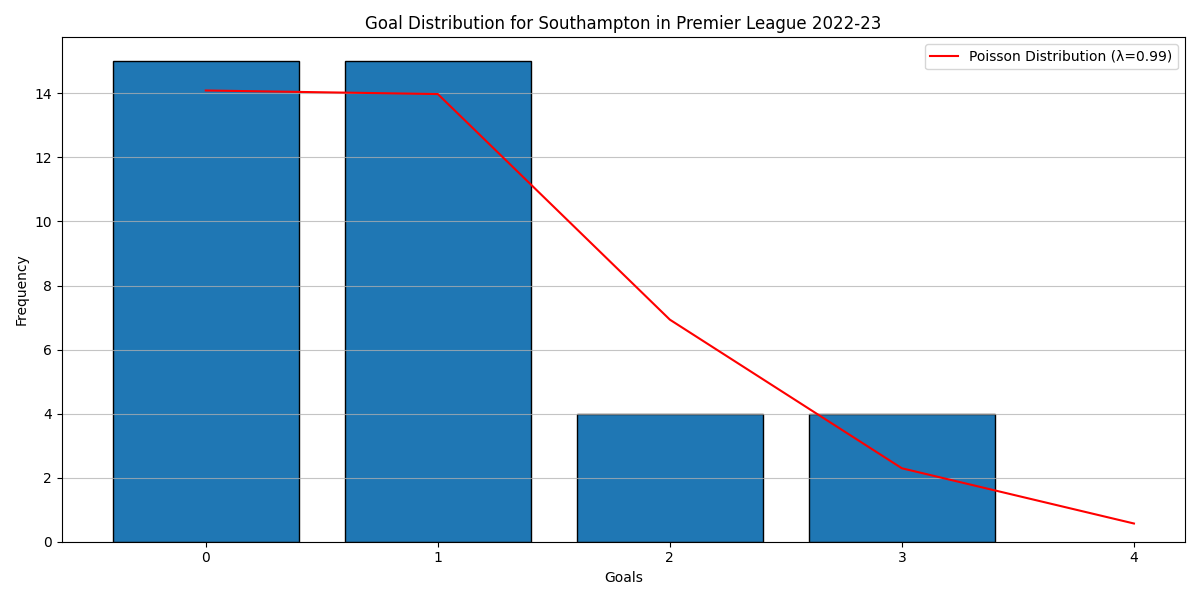 Goal Distribution for Southampton in Premier League 2022-23
Poisson Distribution (λ=0.99)
Frequency
14
12
10
8
6
4
2
0
0 1 2 3 4
Goals